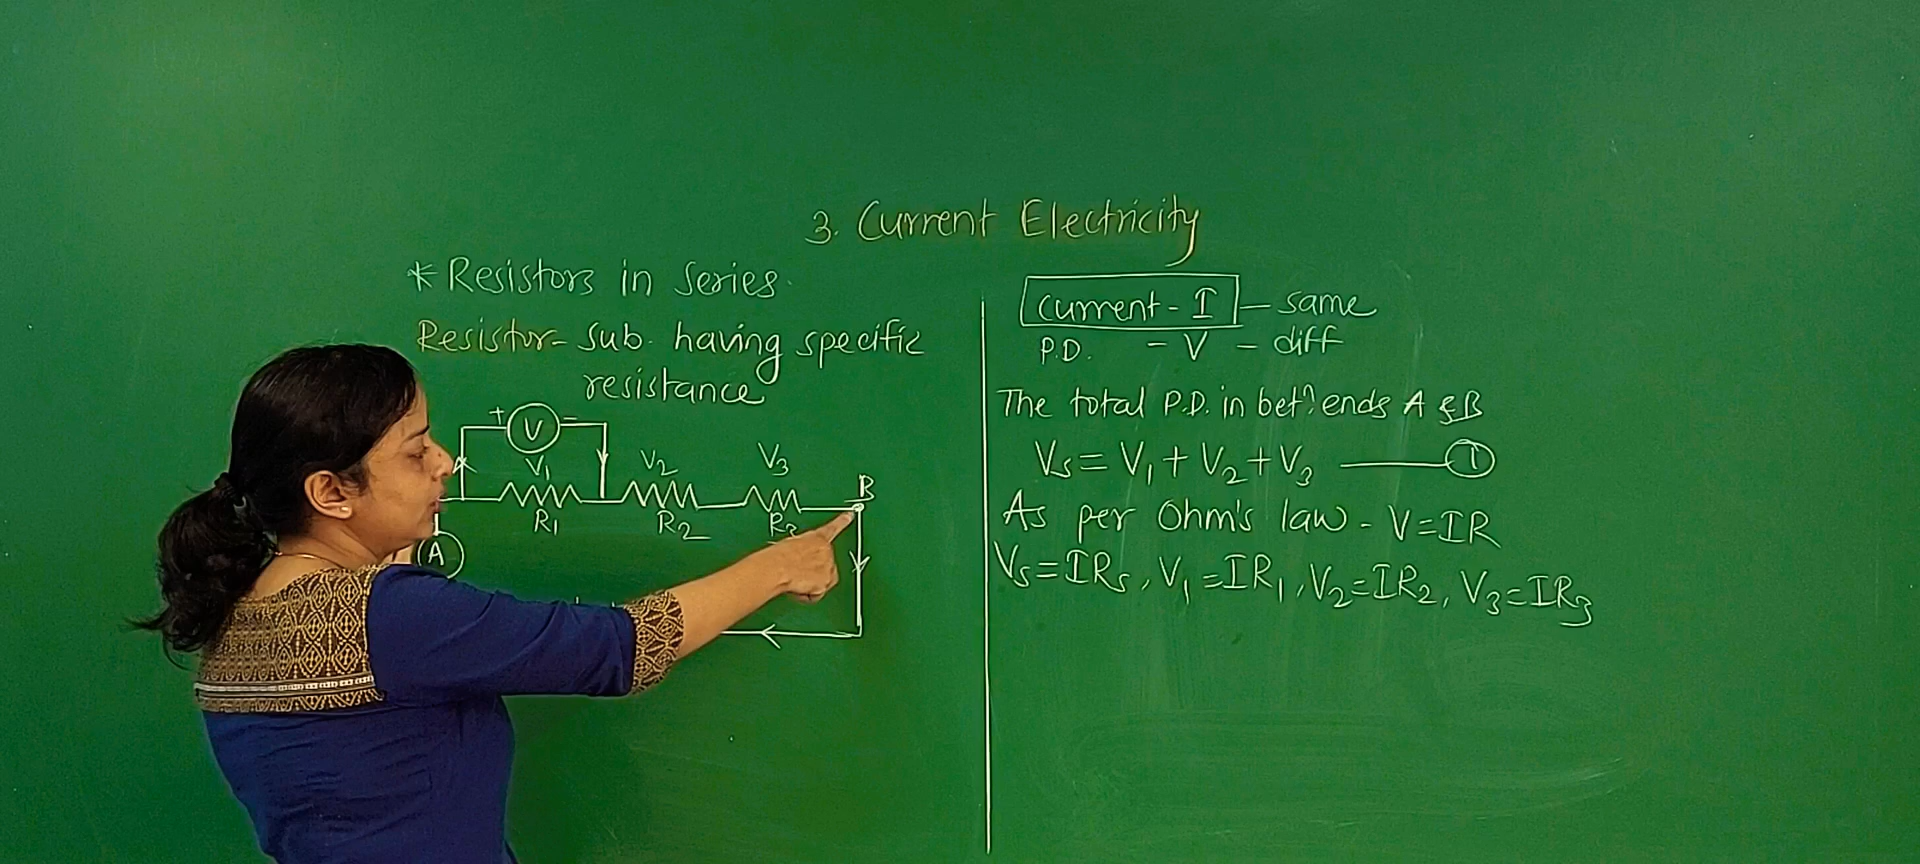 3. Current Electricity
* Resistors in series.
Resistor - sub. having specific
resistance
+ V -
V₁ V₂ V₃ B
R₁ R₂ R₃
A
Current - I — same
P.D. - V - diff
The total P.D. in betⁿ ends A & B
Vs = V₁ + V₂ + V₃ —— 1
As per Ohm's law - V = IR
Vs = IRs, V₁ = IR₁, V₂ = IR₂, V₃ = IR₃